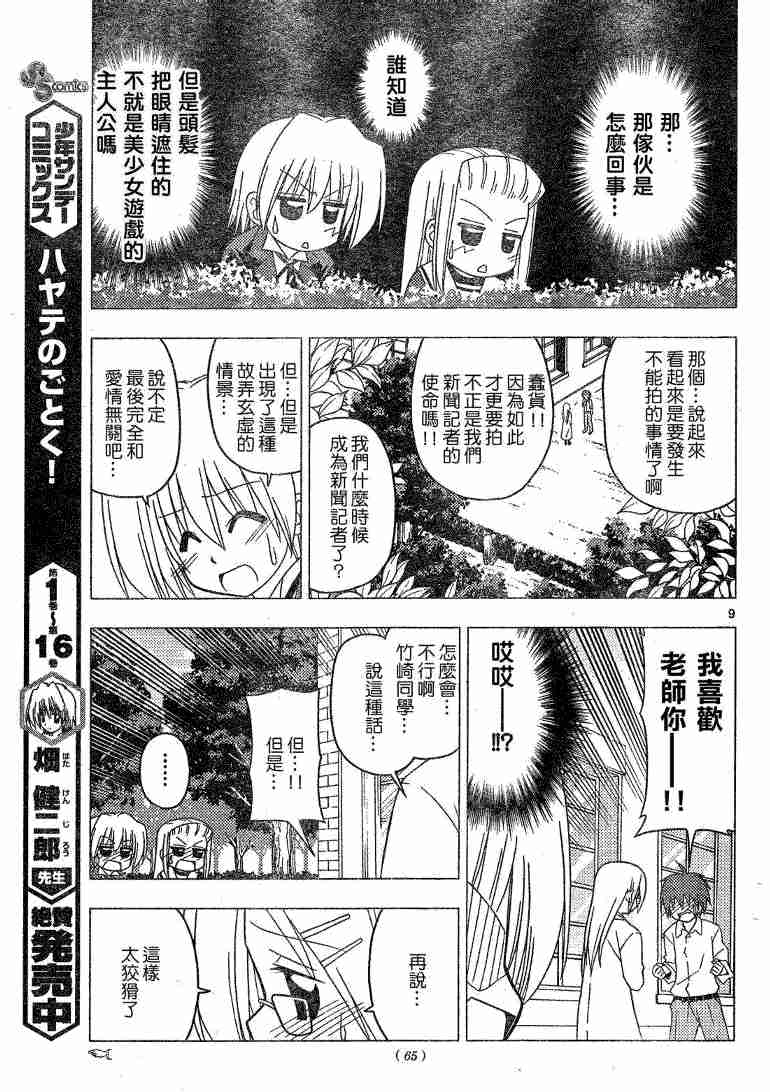 那…
那傢伙是
怎麼回事…
誰知道
但是頭髮
把眼睛遮住的
不就是美少女遊戲的
主人公嗎
那個…說起來
看起來是要發生
不能拍的事情了啊
蠢貨!!
因為如此
才更要拍
不正是我們
新聞記者的
使命嗎!!
我們什麼時候
成為新聞記者了?
但…但是
出現了這種
故弄玄虛的
情景…
說不定
最後完全和
愛情無關吧…
9
我喜歡
老師你——!!
哎哎——
!!?
怎麼會…
不行啊
竹崎同學…
說這種話…
但…!!
但是…
……
再說…
這樣
太狡猾了
(65)
comics
少年サンデー
コミックス
ハヤテのごとく!
第1巻〜第16巻
畑健二郎
はた けん じろう
先生
絶賛
発売中